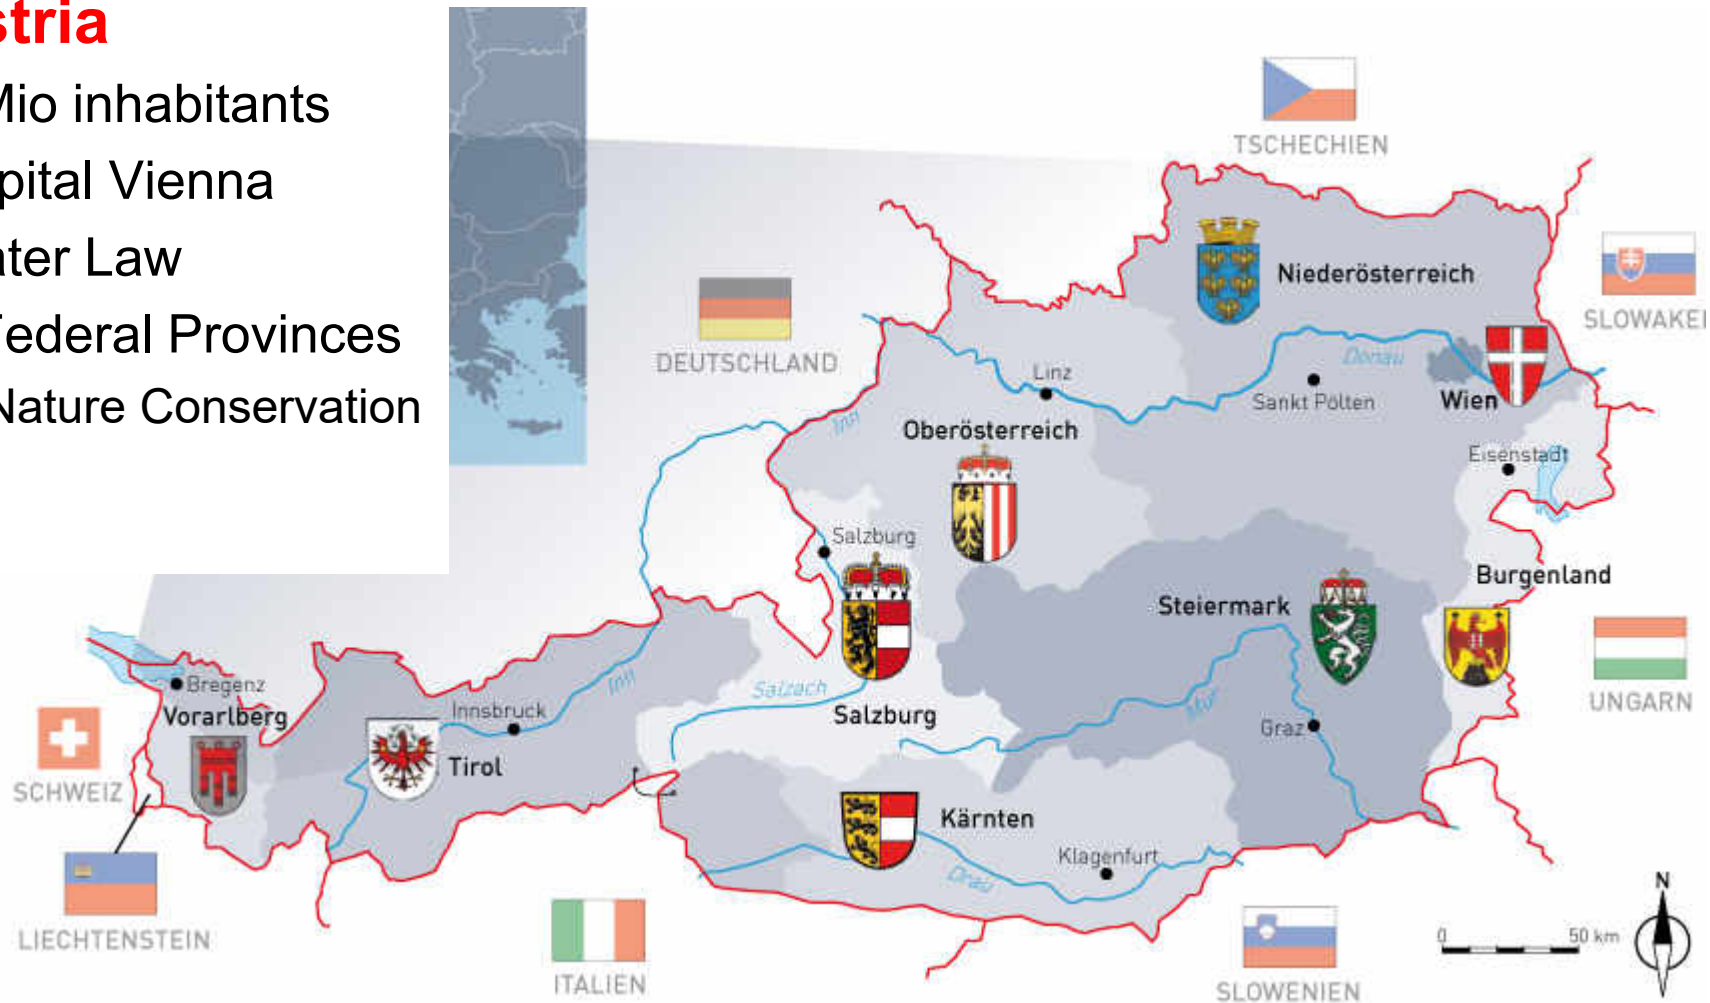 stria
Mio inhabitants
pital Vienna
ater Law
Federal Provinces
Nature Conservation
TSCHECHIEN
Niederösterreich
SLOWAKEI
DEUTSCHLAND
Donau
Linz
Sankt Pölten
Wien
Inn
Oberösterreich
Eisenstadt
Salzburg
Burgenland
Steiermark
Bregenz
Inn
Salzach
UNGARN
Vorarlberg
Innsbruck
Salzburg
Mur
Graz
Tirol
SCHWEIZ
Kärnten
Klagenfurt
Drau
N
LIECHTENSTEIN
0 50 km
ITALIEN
SLOWENIEN